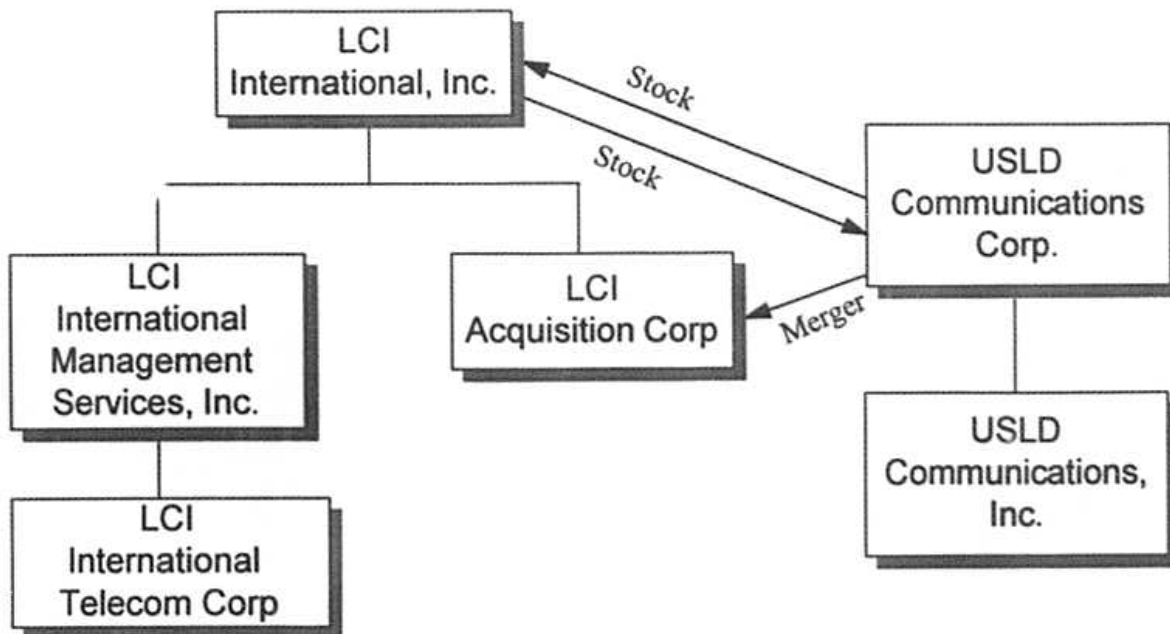 LCI
International, Inc.
Stock
Stock
USLD
Communications
Corp.
LCI
International
Management
Services, Inc.
LCI
Acquisition Corp
Merger
USLD
Communications,
Inc.
LCI
International
Telecom Corp